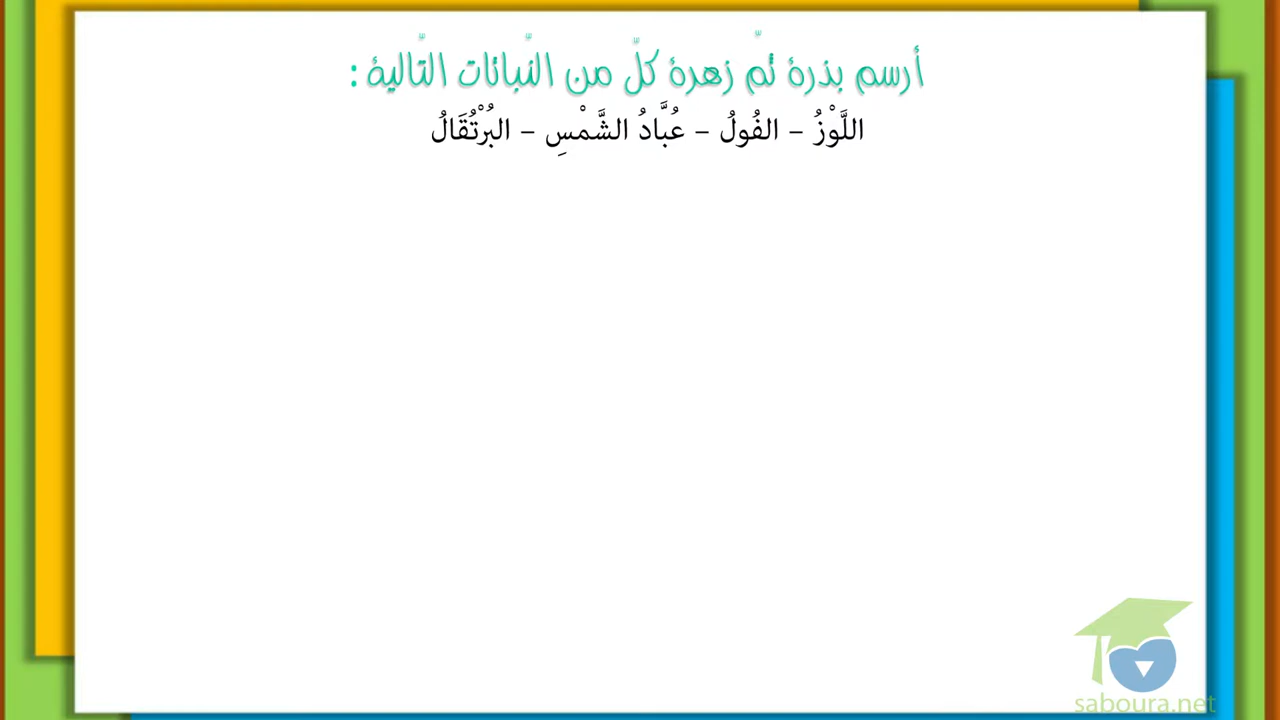 أرسم بذرة ثمّ زهرة كلّ من النّباتات التّالية :
اللَّوْزُ – الفُولُ – عُبَّادُ الشَّمْسِ – البُرْتُقَالُ
saboura.net